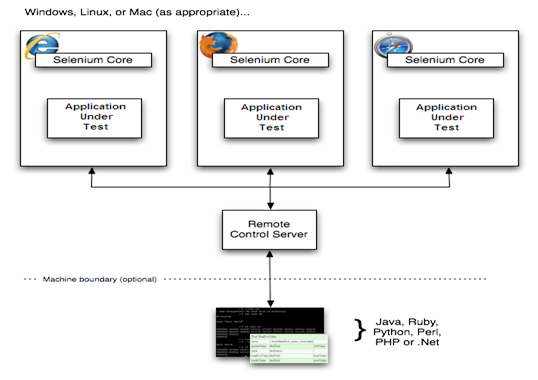 Windows, Linux, or Mac (as appropriate)...
Selenium Core
Selenium Core
Selenium Core
Application
Under
Test
Application
Under
Test
Application
Under
Test
Remote
Control Server
Machine boundary (optional)
Java, Ruby,
Python, Perl,
PHP or .Net